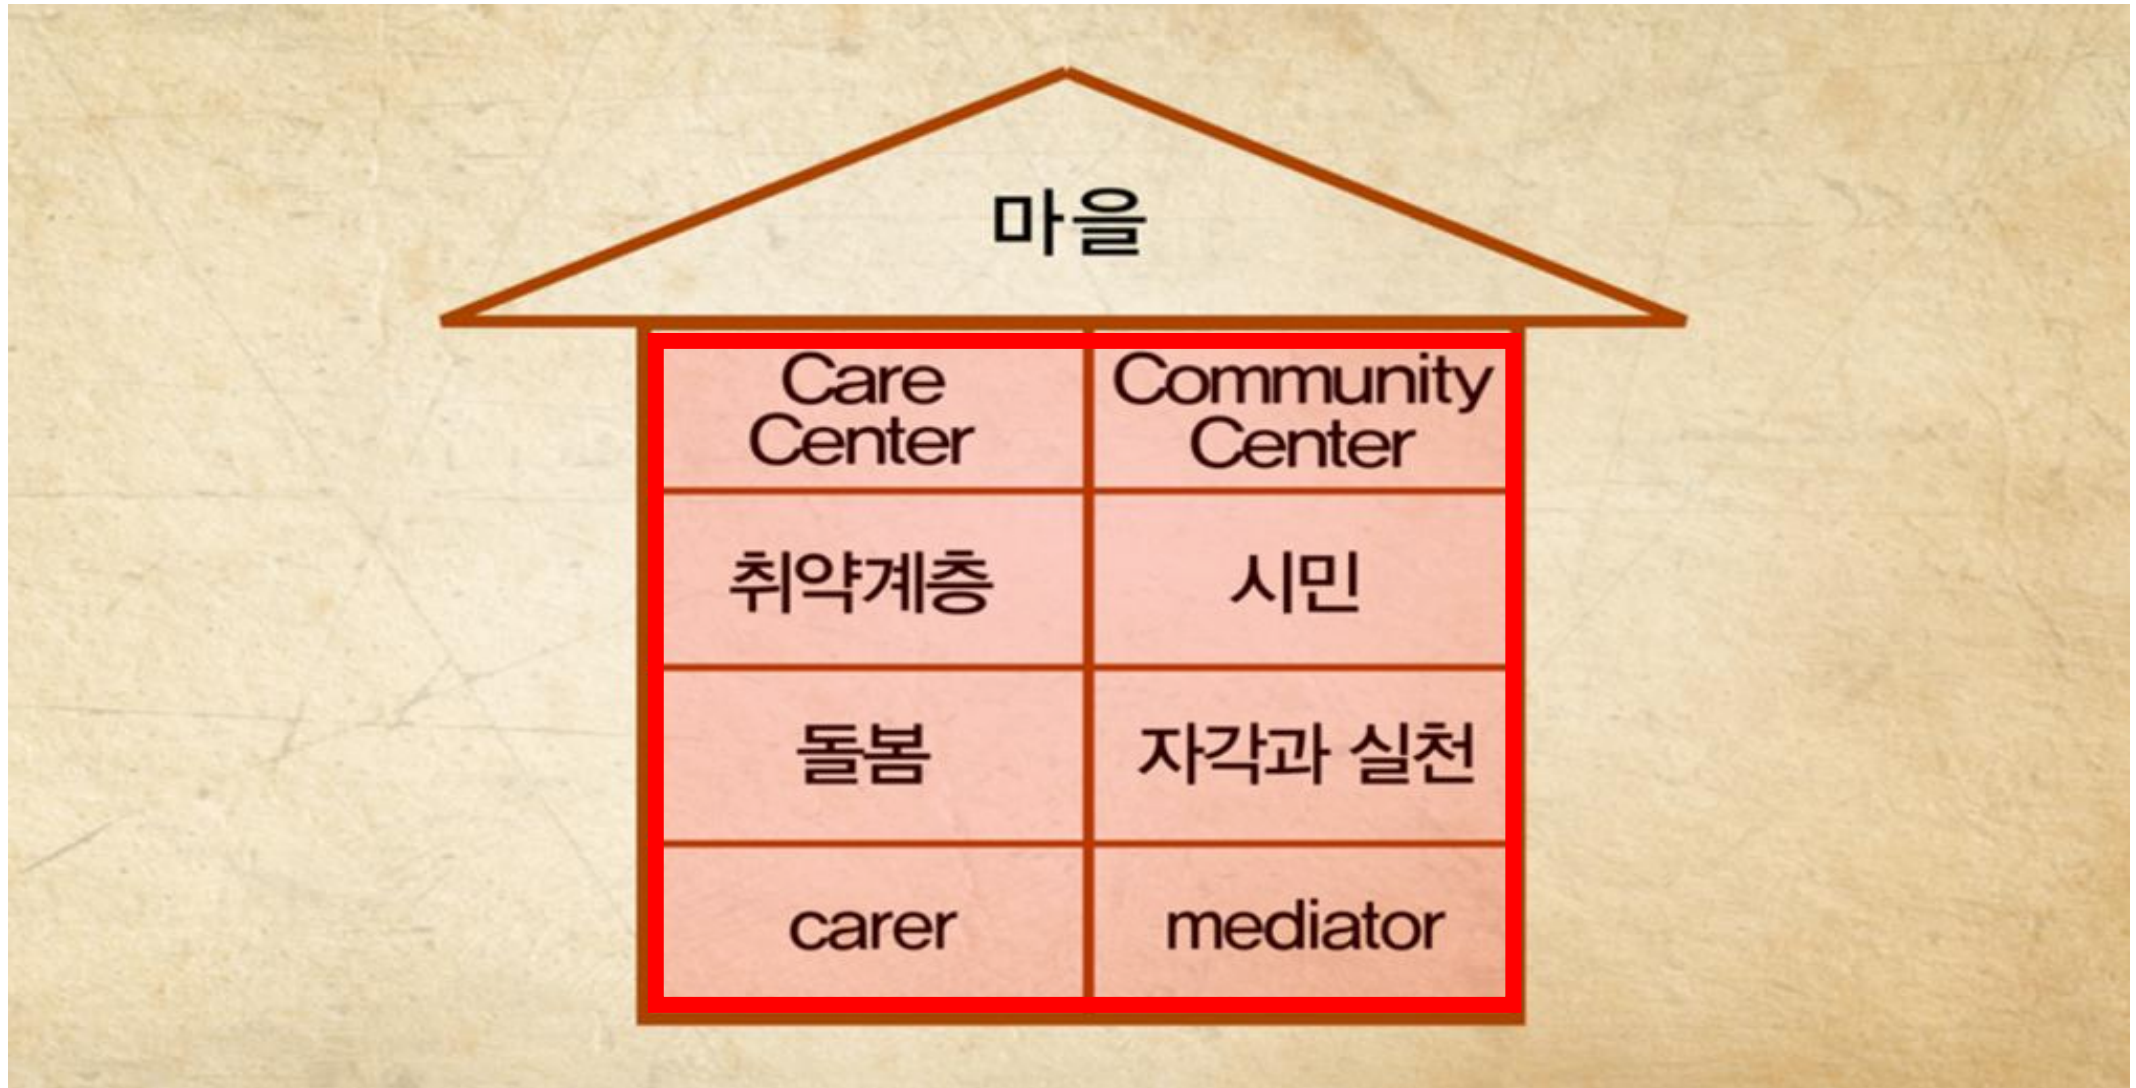 마을
Care
Center
Community
Center
취약계층
시민
돌봄
자각과 실천
carer
mediator